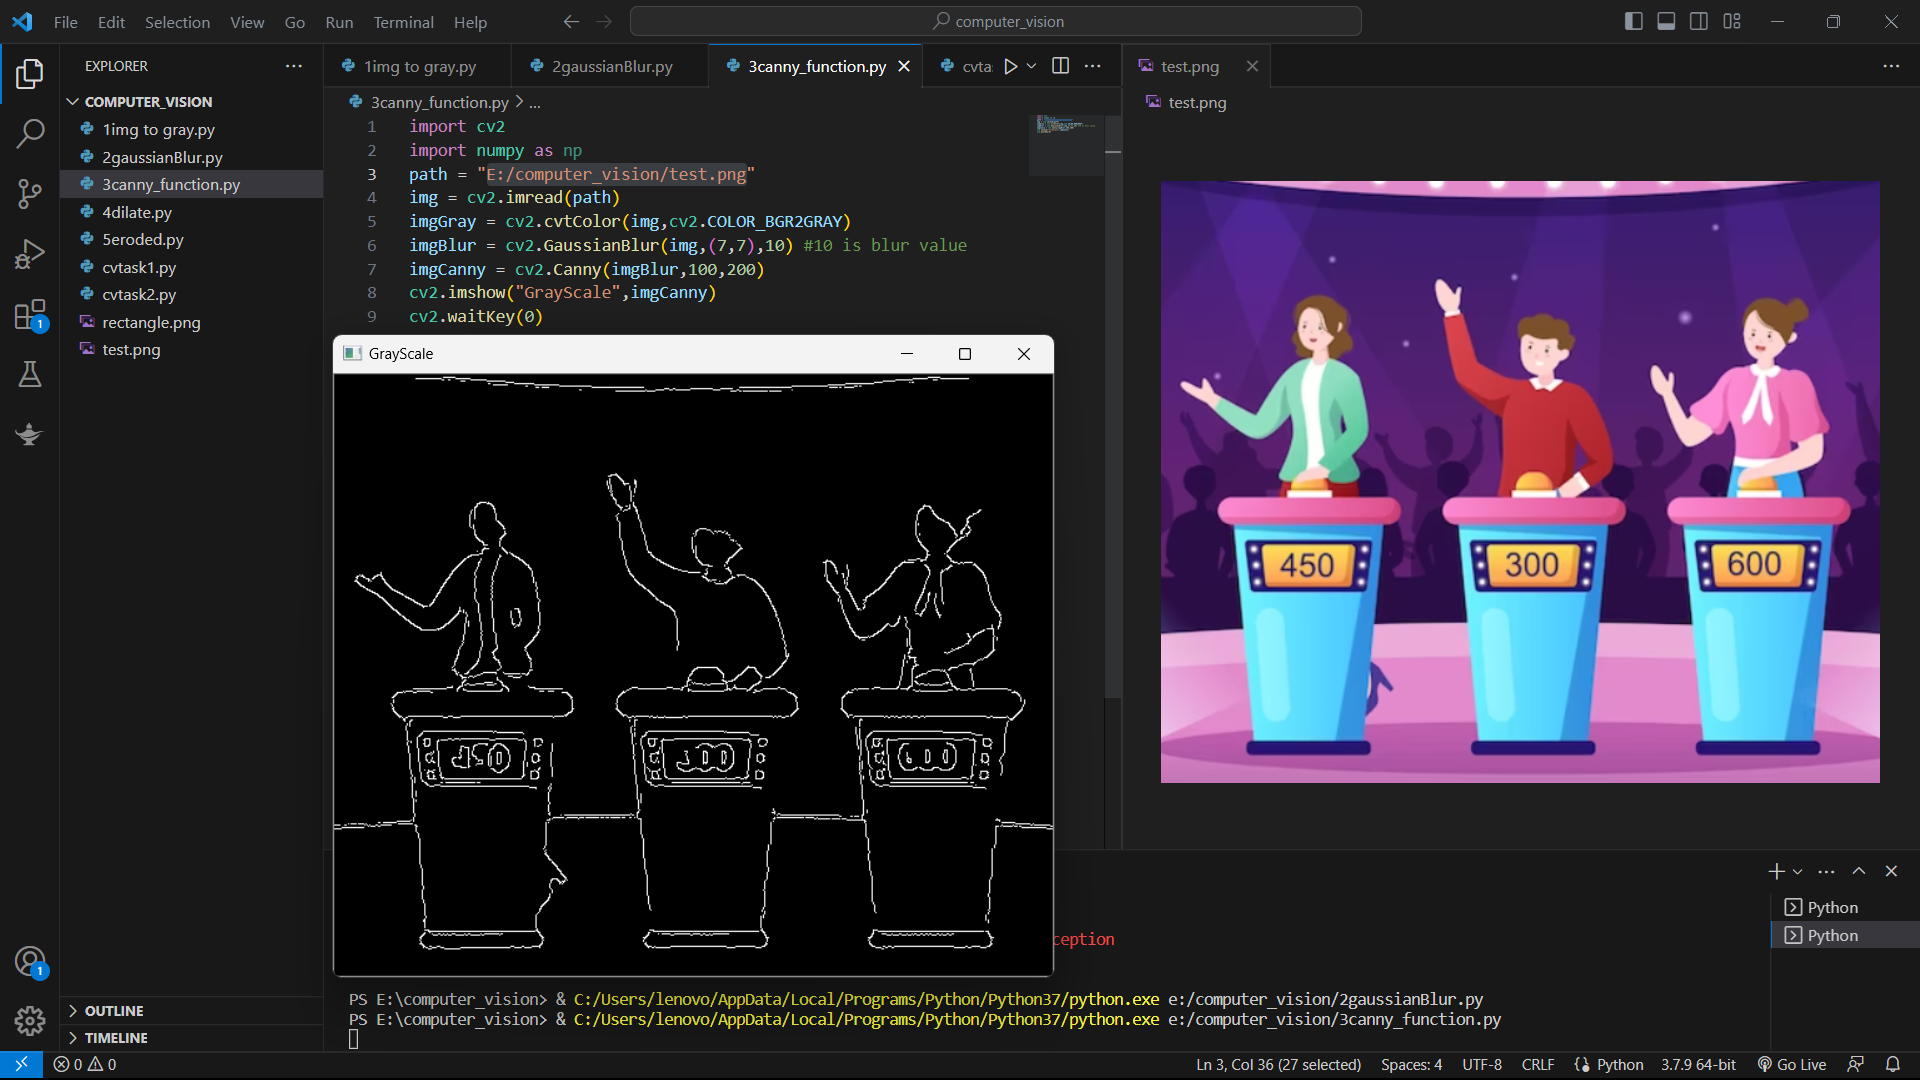 File Edit Selection View Go Run Terminal Help
computer_vision
EXPLORER
COMPUTER_VISION
1img to gray.py
2gaussianBlur.py
3canny_function.py
4dilate.py
5eroded.py
cvtask1.py
cvtask2.py
rectangle.png
test.png
OUTLINE
TIMELINE
1
1
1img to gray.py 2gaussianBlur.py 3canny_function.py cvta
3canny_function.py > ...
1 import cv2
2 import numpy as np
3 path = "E:/computer_vision/test.png"
4 img = cv2.imread(path)
5 imgGray = cv2.cvtColor(img,cv2.COLOR_BGR2GRAY)
6 imgBlur = cv2.GaussianBlur(img,(7,7),10) #10 is blur value
7 imgCanny = cv2.Canny(imgBlur,100,200)
8 cv2.imshow("GrayScale",imgCanny)
9 cv2.waitKey(0)
GrayScale
test.png
test.png
450 300 600
ception
PS E:\computer_vision> & C:/Users/lenovo/AppData/Local/Programs/Python/Python37/python.exe e:/computer_vision/2gaussianBlur.py
PS E:\computer_vision> & C:/Users/lenovo/AppData/Local/Programs/Python/Python37/python.exe e:/computer_vision/3canny_function.py
Python
Python
0 0
Ln 3, Col 36 (27 selected) Spaces: 4 UTF-8 CRLF Python 3.7.9 64-bit Go Live